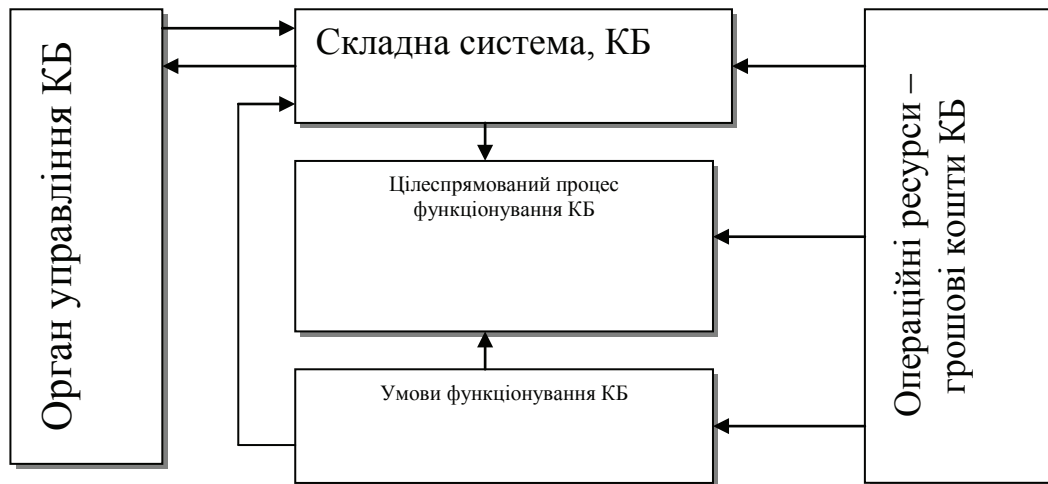 Орган управління КБ
Складна система, КБ
Цілеспрямований процес
функціонування КБ
Умови функціонування КБ
Операційні ресурси –
грошові кошти КБ